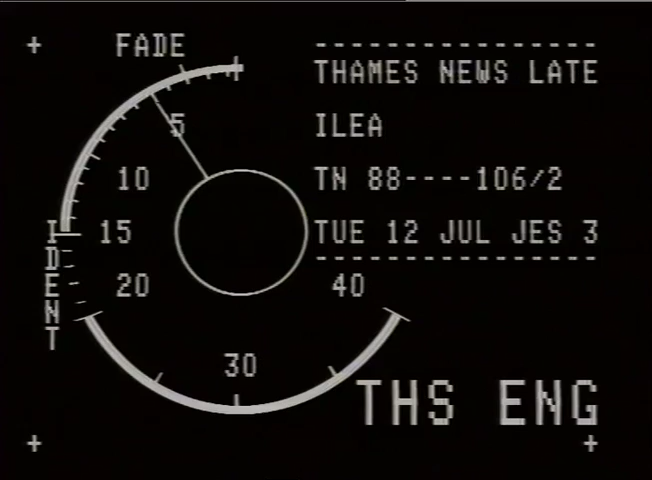 + FADE
----------------
THAMES NEWS LATE
5
ILEA
10
TN 88----106/2
15
TUE 12 JUL JES 3
----------------
IDENT
20
40
30
THS ENG
+
+